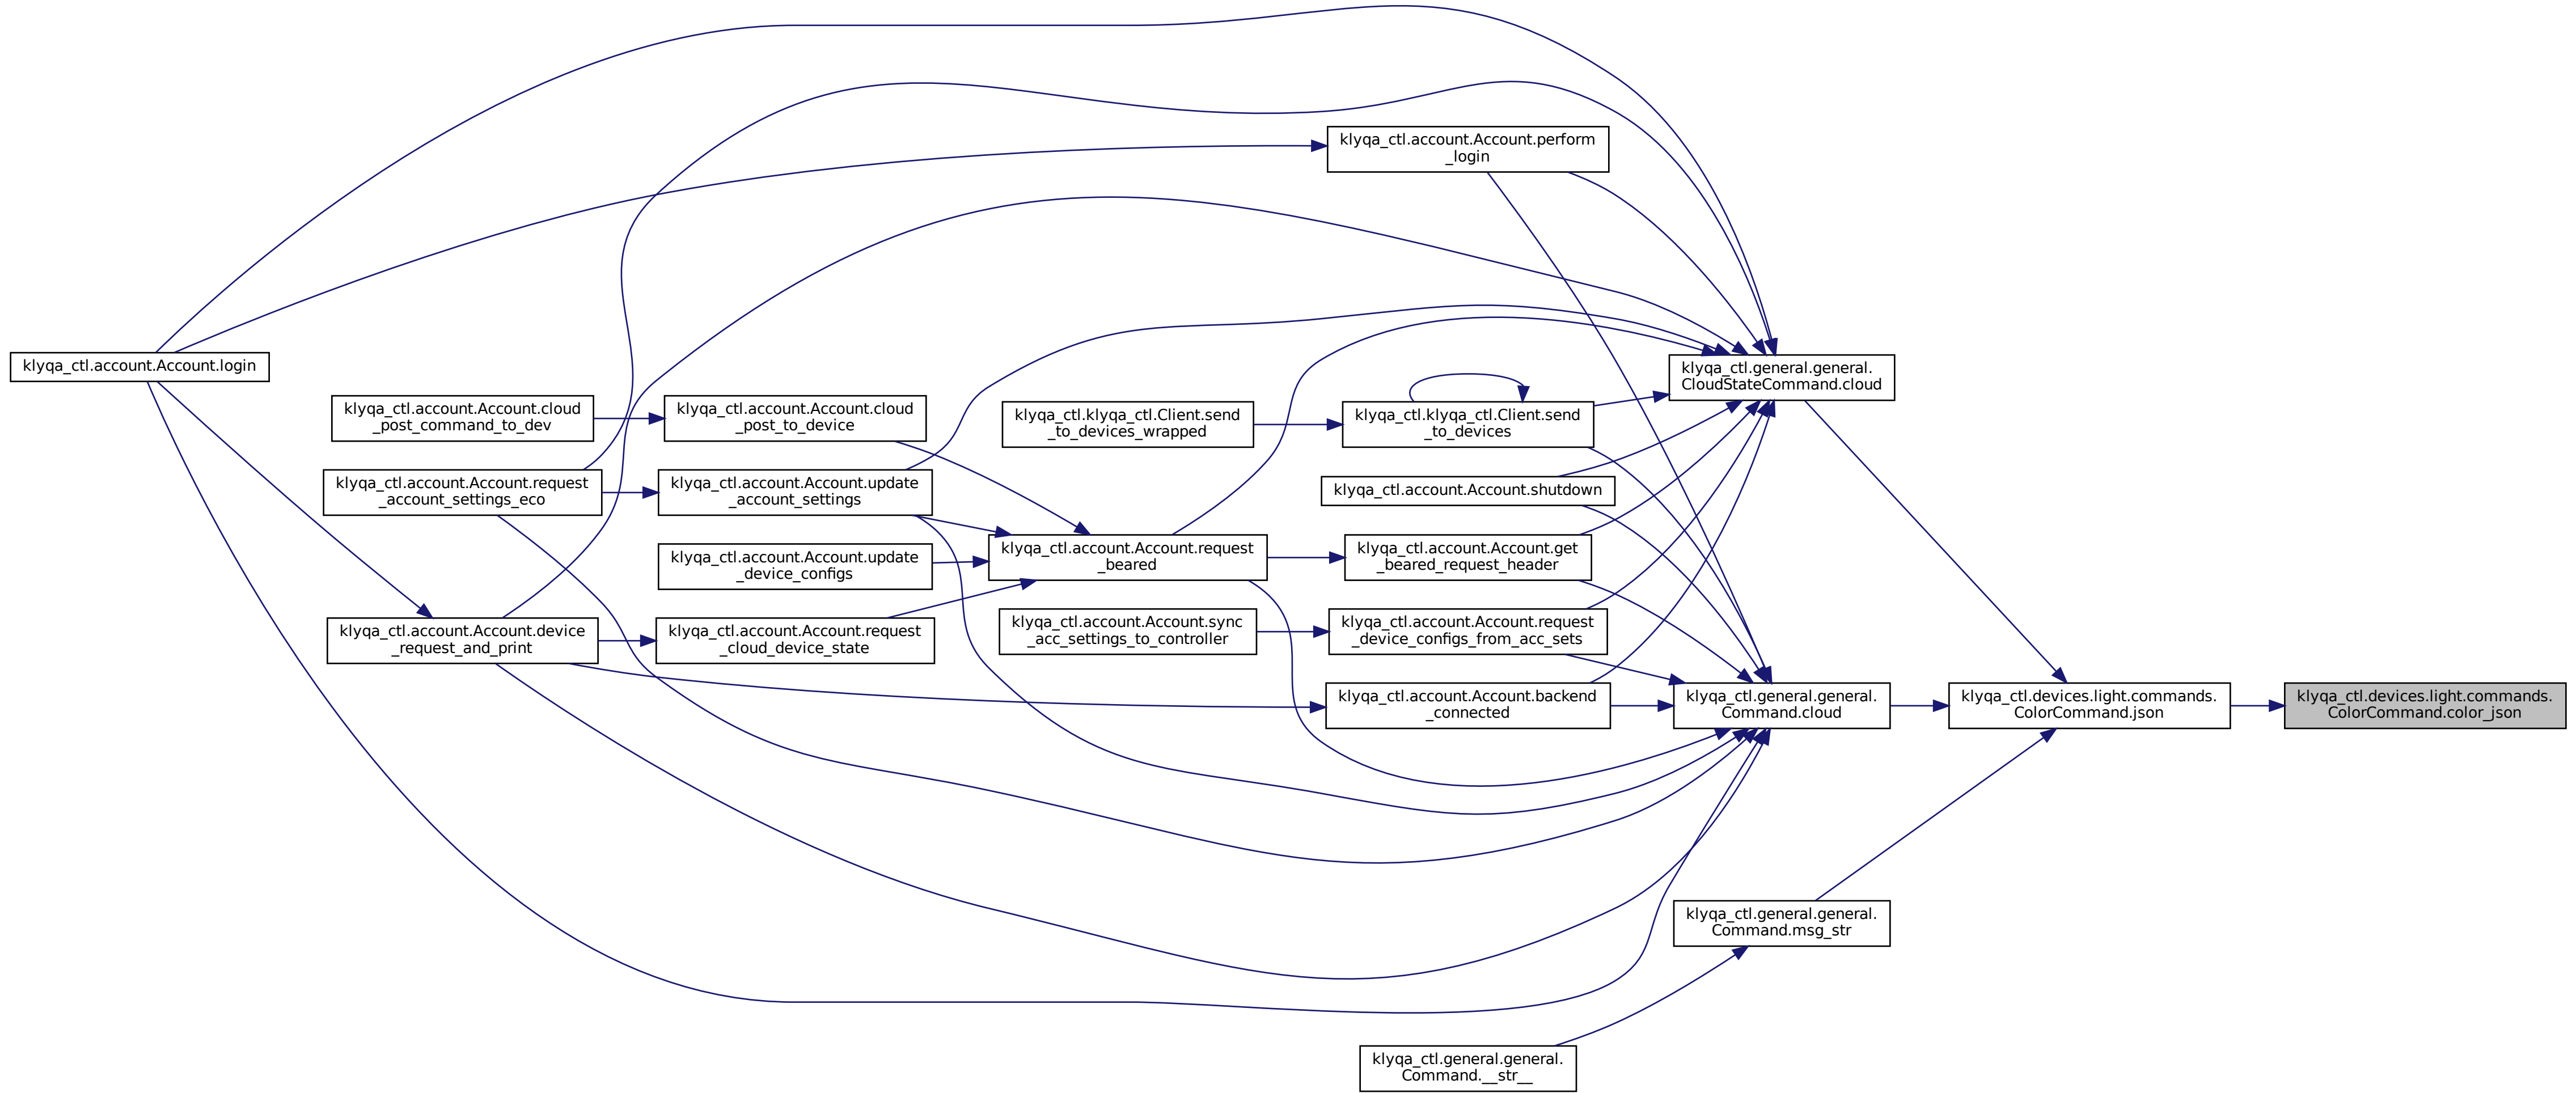 klyqa_ctl.account.Account.perform
_login
klyqa_ctl.account.Account.login
klyqa_ctl.general.general.
CloudStateCommand.cloud
klyqa_ctl.account.Account.cloud
_post_command_to_dev
klyqa_ctl.account.Account.cloud
_post_to_device
klyqa_ctl.klyqa_ctl.Client.send
_to_devices_wrapped
klyqa_ctl.klyqa_ctl.Client.send
_to_devices
klyqa_ctl.account.Account.request
_account_settings_eco
klyqa_ctl.account.Account.update
_account_settings
klyqa_ctl.account.Account.shutdown
klyqa_ctl.account.Account.update
_device_configs
klyqa_ctl.account.Account.request
_beared
klyqa_ctl.account.Account.get
_beared_request_header
klyqa_ctl.account.Account.device
_request_and_print
klyqa_ctl.account.Account.request
_cloud_device_state
klyqa_ctl.account.Account.sync
_acc_settings_to_controller
klyqa_ctl.account.Account.request
_device_configs_from_acc_sets
klyqa_ctl.account.Account.backend
_connected
klyqa_ctl.general.general.
Command.cloud
klyqa_ctl.devices.light.commands.
ColorCommand.json
klyqa_ctl.devices.light.commands.
ColorCommand.color_json
klyqa_ctl.general.general.
Command.msg_str
klyqa_ctl.general.general.
Command.__str__